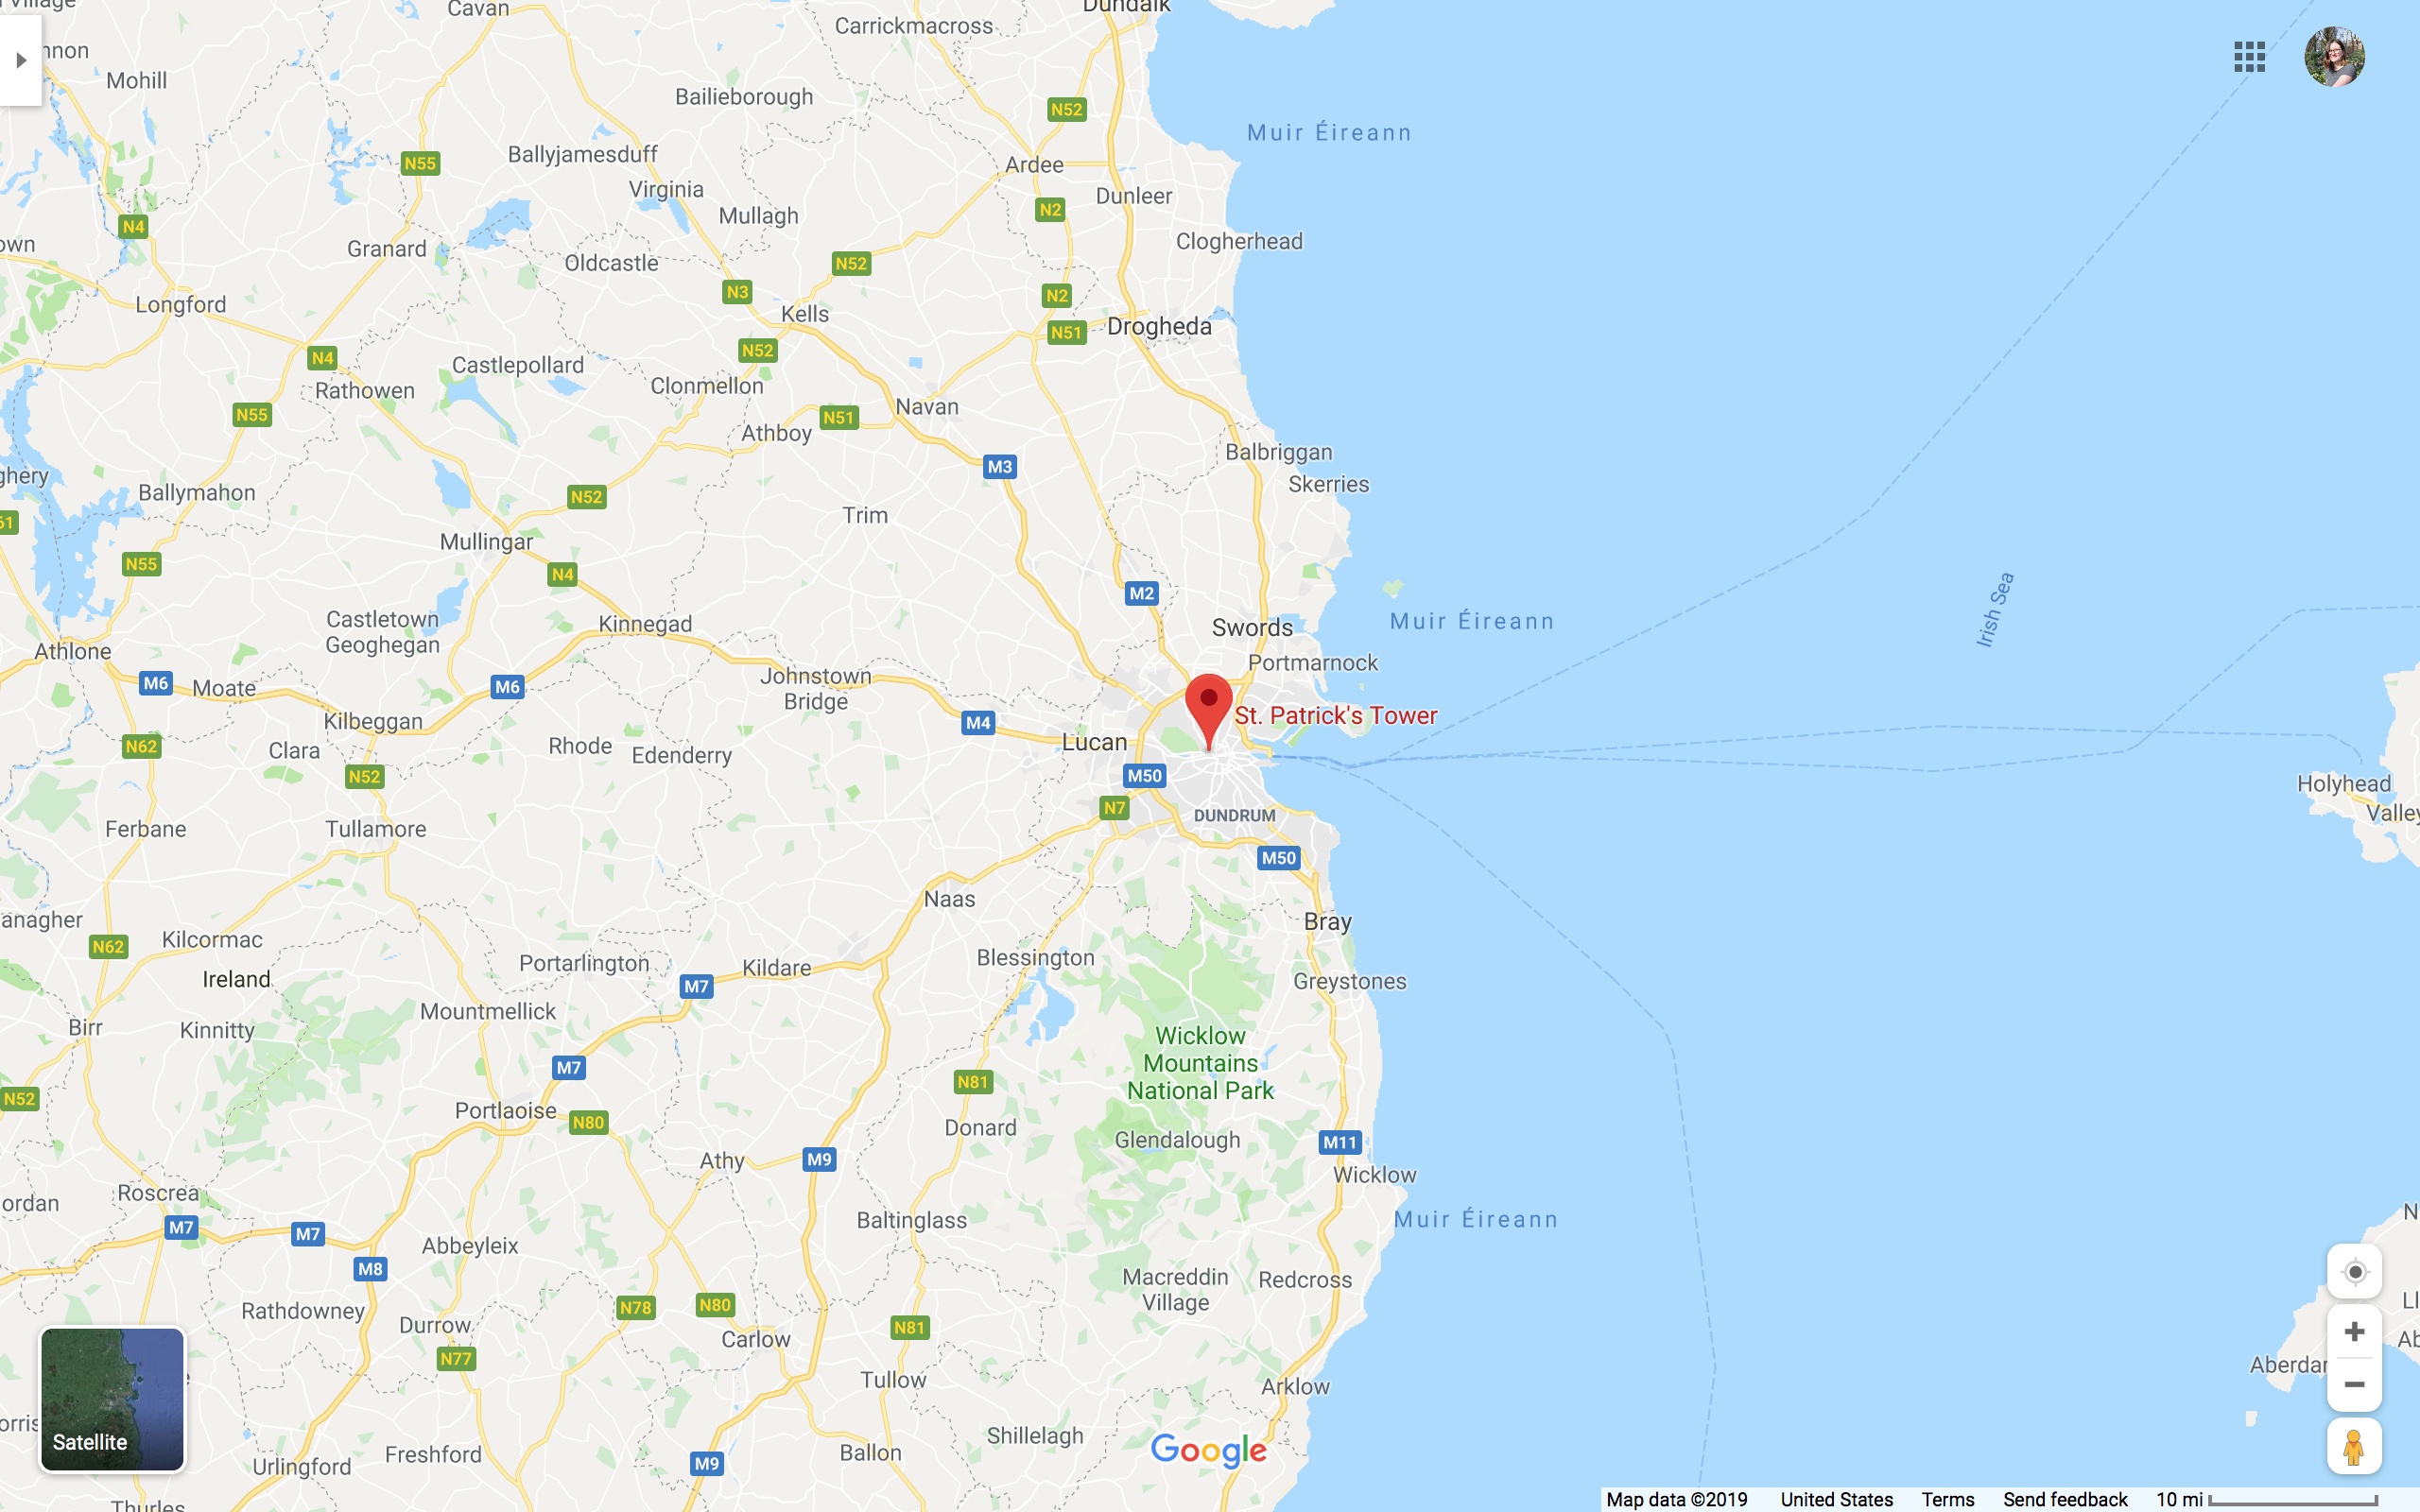 Village
Cavan
Carrickmacross
Dundalk
nnon
Mohill
Bailieborough
N52
Muir Éireann
N55
Ballyjamesduff
Ardee
Virginia
Dunleer
N2
Mullagh
N4
own
Granard
Clogherhead
Oldcastle
N52
N3
N2
Longford
Kells
Drogheda
N51
N4
N52
Castlepollard
Rathowen
Clonmellon
N55
N51
Navan
Athboy
Balbriggan
M3
ghery
Skerries
Ballymahon
N52
Trim
61
Mullingar
N55
N4
M2
Castletown
Geoghegan
Kinnegad
Swords
Muir Éireann
Irish Sea
Athlone
Portmarnock
M6
Moate
M6
Johnstown
Bridge
St. Patrick's Tower
Kilbeggan
M4
N62
Clara
Rhode
Edenderry
Lucan
N52
M50
Holyhead
N7
Valley
DUNDRUM
Ferbane
Tullamore
M50
Naas
anagher
Bray
N62
Kilcormac
Portarlington
Kildare
Blessington
Ireland
M7
Greystones
Mountmellick
Birr
Kinnitty
Wicklow
Mountains
National Park
M7
N81
N52
Portlaoise
N80
Donard
Glendalough
M11
Athy
M9
Wicklow
Roscrea
ordan
M7
M7
Baltinglass
Muir Éireann
N
Abbeyleix
M8
Macreddin
Village
Redcross
Rathdowney
N78
N80
Ll
Durrow
Carlow
N81
Ab
N77
Aberdar
Tullow
Arklow
e
orris
Satellite
Shillelagh
Freshford
Ballon
Google
Urlingford
M9
Thurles
Map data ©2019 United States Terms Send feedback 10 mi